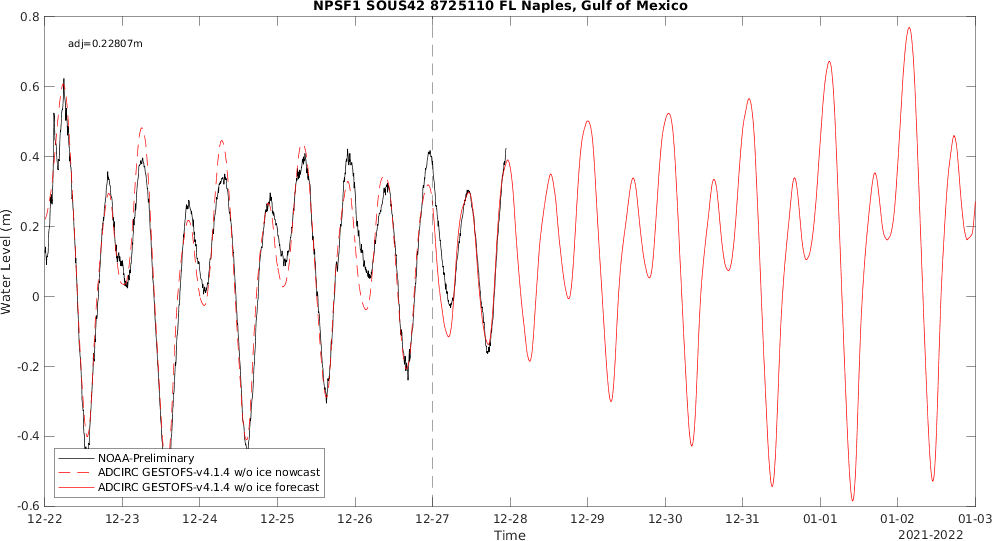 NPSF1 SOUS42 8725110 FL Naples, Gulf of Mexico
adj=0.22807m
Water Level (m)
0.8
0.6
0.4
0.2
0
-0.2
-0.4
-0.6
NOAA-Preliminary
ADCIRC GESTOFS-v4.1.4 w/o ice nowcast
ADCIRC GESTOFS-v4.1.4 w/o ice forecast
12-22 12-23 12-24 12-25 12-26 12-27 12-28 12-29 12-30 12-31 01-01 01-02 01-03
Time
2021-2022